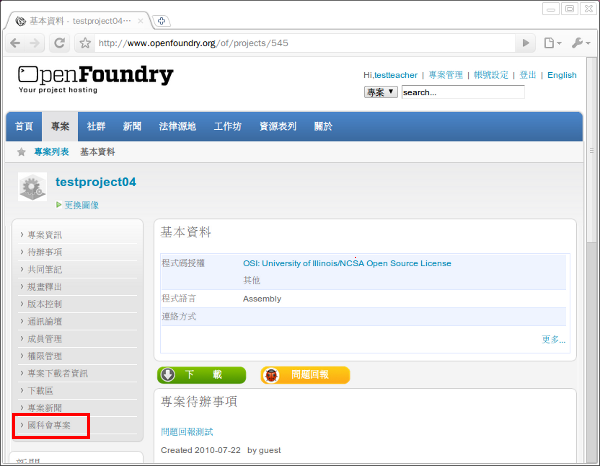 基本資料 - testproject04...
http://www.openfoundry.org/of/projects/545
OpenFoundry
Your project hosting
Hi,testteacher | 專案管理 | 帳號設定 | 登出 | English
專案 search...
首頁 專案 社群 新聞 法律源地 工作坊 資源表列 關於
專案列表 基本資料
testproject04
更換圖像
專案資訊
待辦事項
共同筆記
規畫釋出
版本控制
通訊論壇
成員管理
權限管理
專案下載者資訊
下載區
專案新聞
國科會專案
基本資料
程式碼授權 OSI: University of Illinois/NCSA Open Source License
其他
程式語言 Assembly
連絡方式
更多...
下 載 問題回報
專案待辦事項
問題回報測試
Created 2010-07-22 by guest